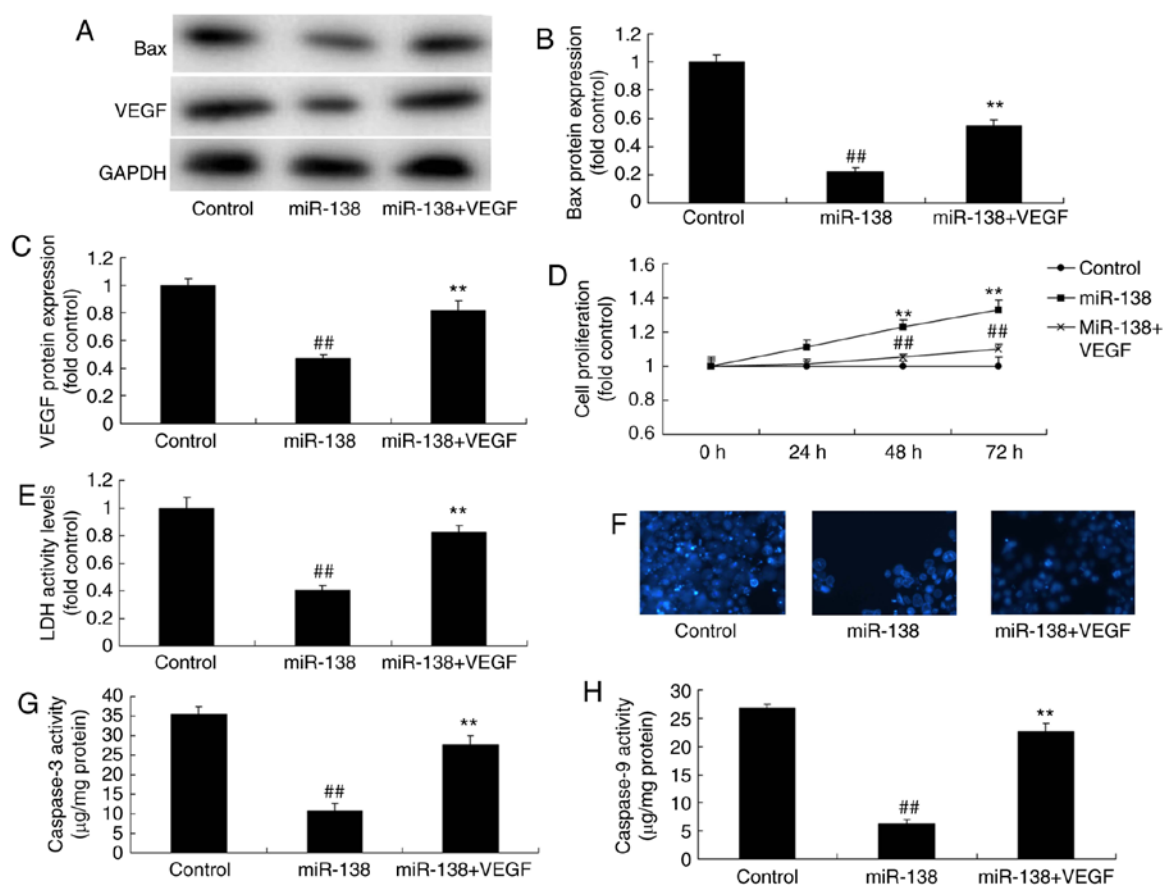 A
Bax
VEGF
GAPDH
Control miR-138 miR-138+VEGF
B
Bax protein expression
(fold control)
1.2
1
0.8
0.6
0.4
0.2
0
##
**
Control miR-138 miR-138+VEGF
C
VEGF protein expression
(fold control)
1.2
1
0.8
0.6
0.4
0.2
0
##
**
Control miR-138 miR-138+VEGF
D
Cell proliferation
(fold control)
1.6
1.4
1.2
1
0.8
0.6
**
**
##
##
0 h 24 h 48 h 72 h
Control
miR-138
MiR-138+
VEGF
E
LDH activity levels
(fold control)
1.2
1
0.8
0.6
0.4
0.2
0
##
**
Control miR-138 miR-138+VEGF
F
Control miR-138 miR-138+VEGF
G
Caspase-3 activity
(µg/mg protein)
40
35
30
25
20
15
10
5
0
##
**
Control miR-138 miR-138+VEGF
H
Caspase-9 activity
(µg/mg protein)
30
25
20
15
10
5
0
##
**
Control miR-138 miR-138+VEGF